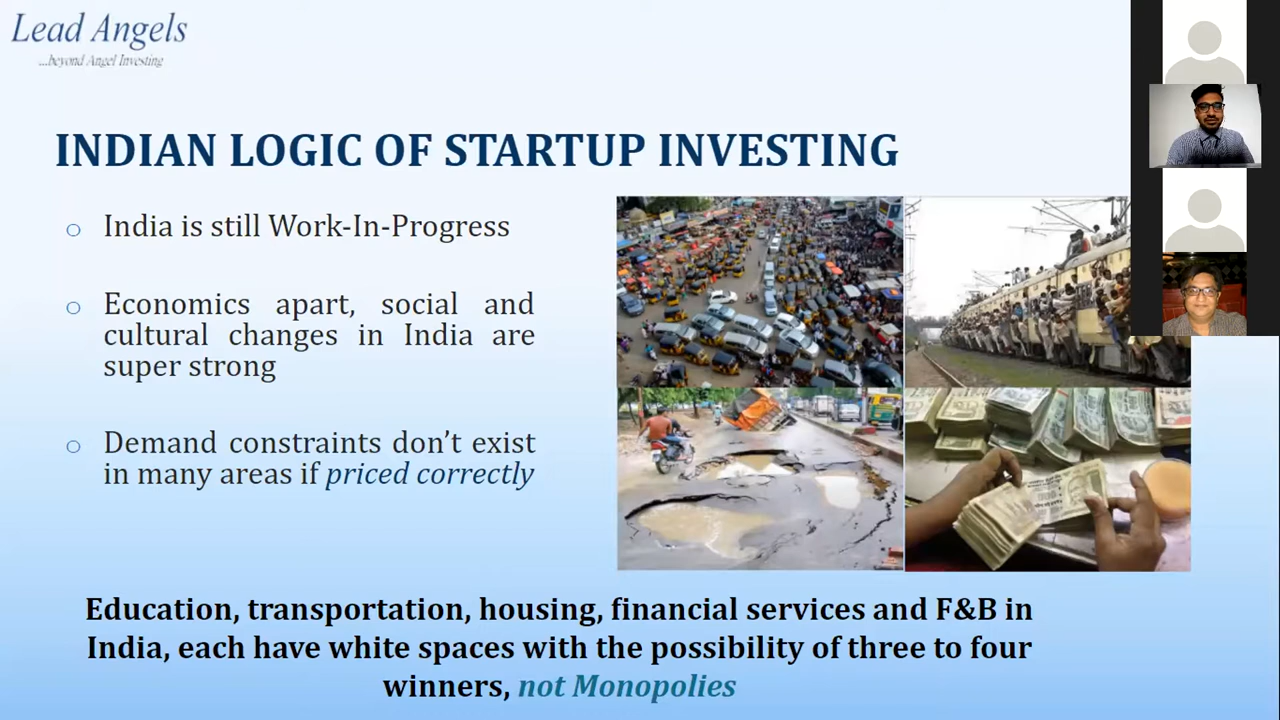 Lead Angels
...beyond Angel Investing
INDIAN LOGIC OF STARTUP INVESTING
India is still Work-In-Progress
Economics apart, social and
cultural changes in India are
super strong
Demand constraints don't exist
in many areas if priced correctly
Education, transportation, housing, financial services and F&B in
India, each have white spaces with the possibility of three to four
winners, not Monopolies